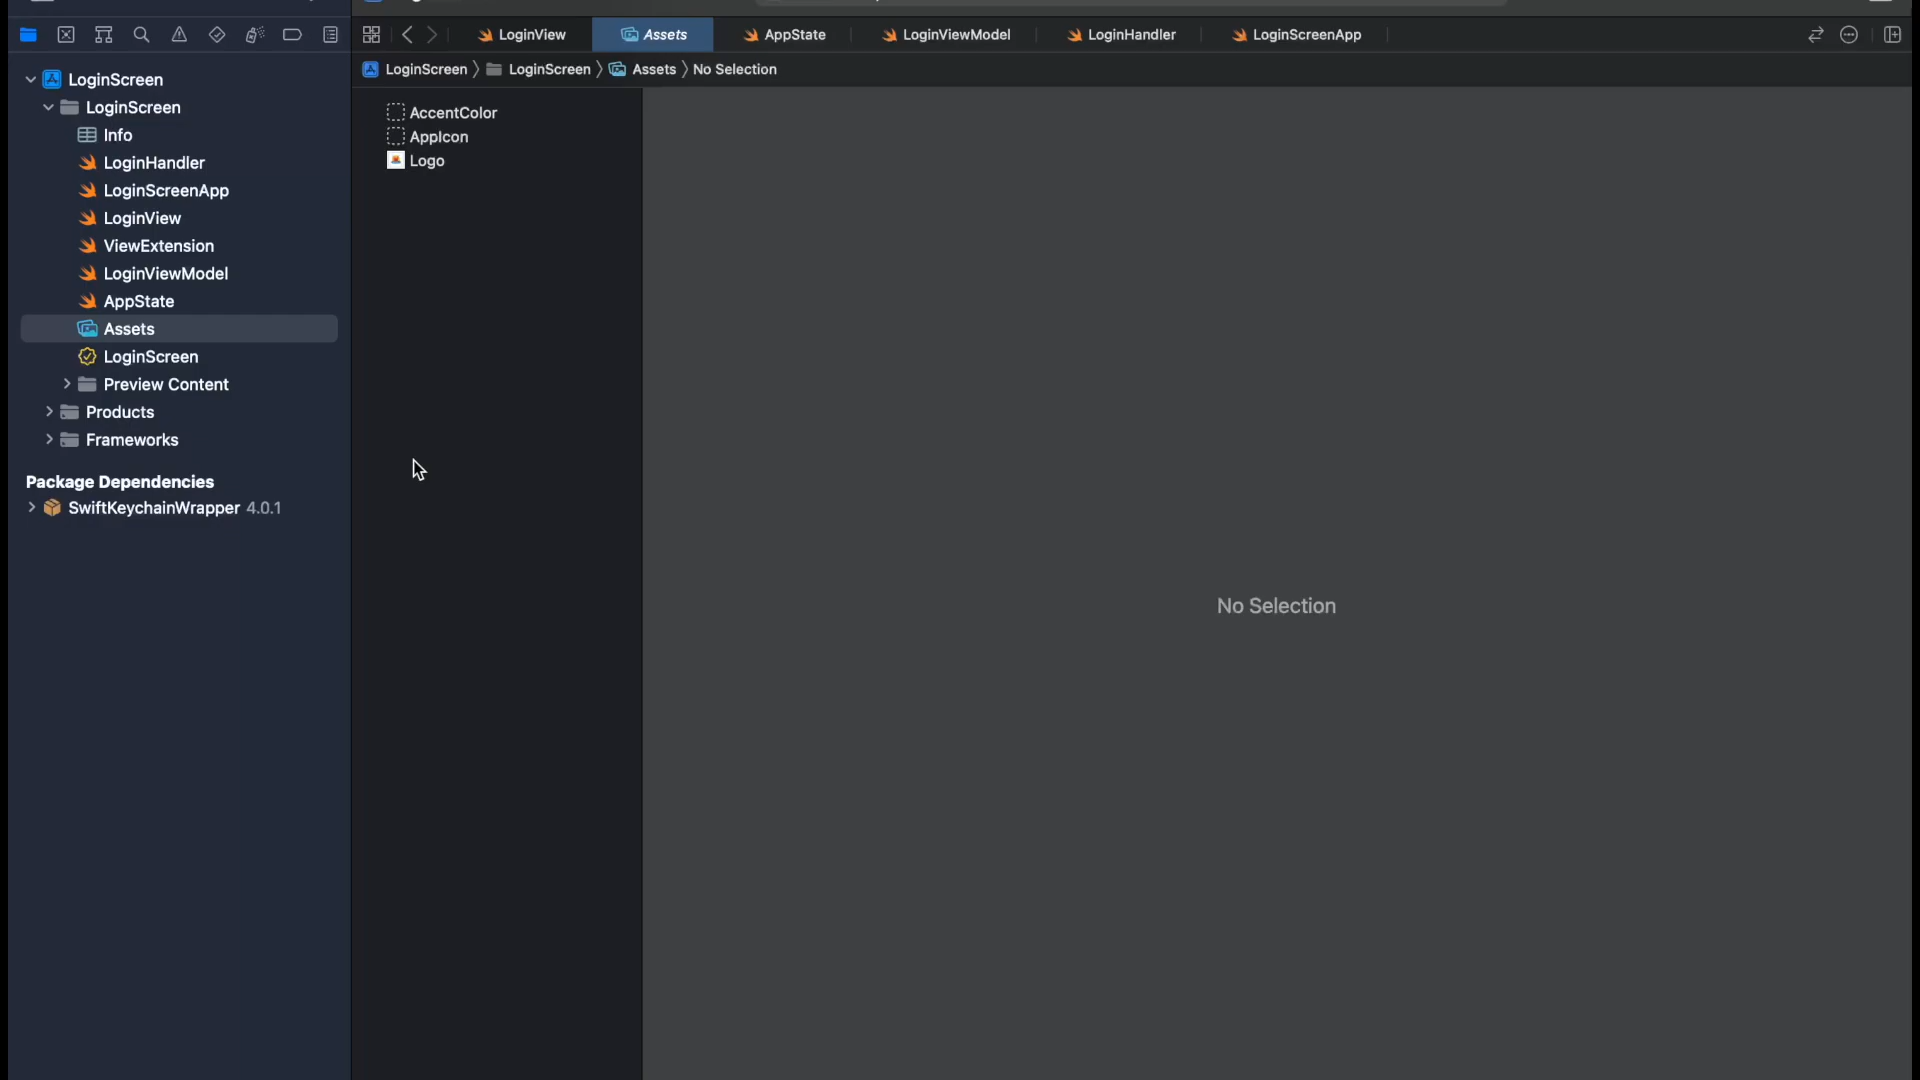 LoginView
Assets
AppState
LoginViewModel
LoginHandler
LoginScreenApp
LoginScreen
LoginScreen
Assets
No Selection
LoginScreen
LoginScreen
Info
LoginHandler
LoginScreenApp
LoginView
ViewExtension
LoginViewModel
AppState
Assets
LoginScreen
Preview Content
Products
Frameworks
Package Dependencies
SwiftKeychainWrapper 4.0.1
AccentColor
AppIcon
Logo
No Selection